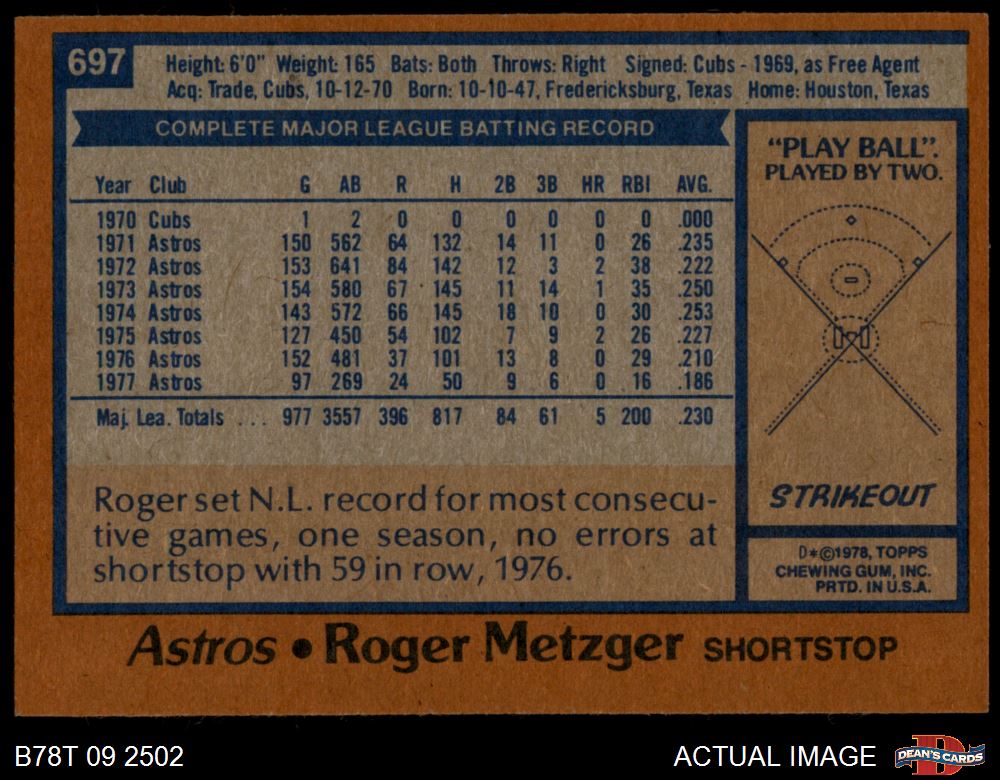 697
Height: 6'0" Weight: 165 Bats: Both Throws: Right Signed: Cubs - 1969, as Free Agent
Acq: Trade, Cubs, 10-12-70 Born: 10-10-47, Fredericksburg, Texas Home: Houston, Texas
COMPLETE MAJOR LEAGUE BATTING RECORD
Year Club G AB R H 2B 3B HR RBI AVG.
1970 Cubs 1 2 0 0 0 0 0 0 .000
1971 Astros 150 562 64 132 14 11 0 26 .235
1972 Astros 153 641 84 142 12 3 2 38 .222
1973 Astros 154 580 67 145 11 14 1 35 .250
1974 Astros 143 572 66 145 18 10 0 30 .253
1975 Astros 127 450 54 102 7 9 2 26 .227
1976 Astros 152 481 37 101 13 8 0 29 .210
1977 Astros 97 269 24 50 9 6 0 16 .186
Maj. Lea. Totals ... 977 3557 396 817 84 61 5 200 .230
Roger set N.L. record for most consecu-
tive games, one season, no errors at
shortstop with 59 in row, 1976.
"PLAY BALL".
PLAYED BY TWO.
STRIKEOUT
D*©1978, TOPPS
CHEWING GUM, INC.
PRTD. IN U.S.A.
Astros • Roger Metzger SHORTSTOP
B78T 09 2502
ACTUAL IMAGE
D
DEAN'S CARDS